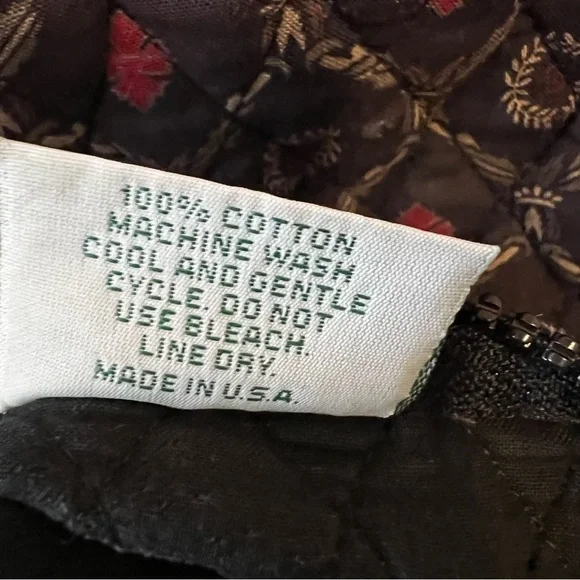 100% COTTON
MACHINE WASH
COOL AND GENTLE
CYCLE. DO NOT
USE BLEACH.
LINE DRY.
MADE IN U.S.A.